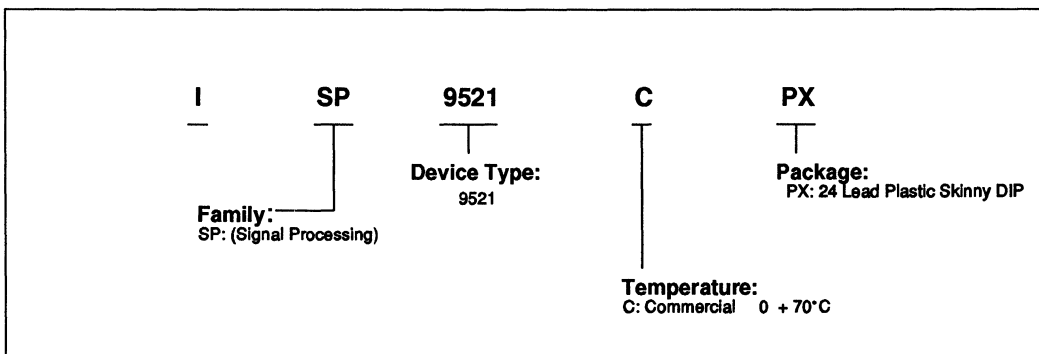 I SP 9521 C PX
Device Type:
9521
Package:
PX: 24 Lead Plastic Skinny DIP
Family:
SP: (Signal Processing)
Temperature:
C: Commercial 0 + 70°C